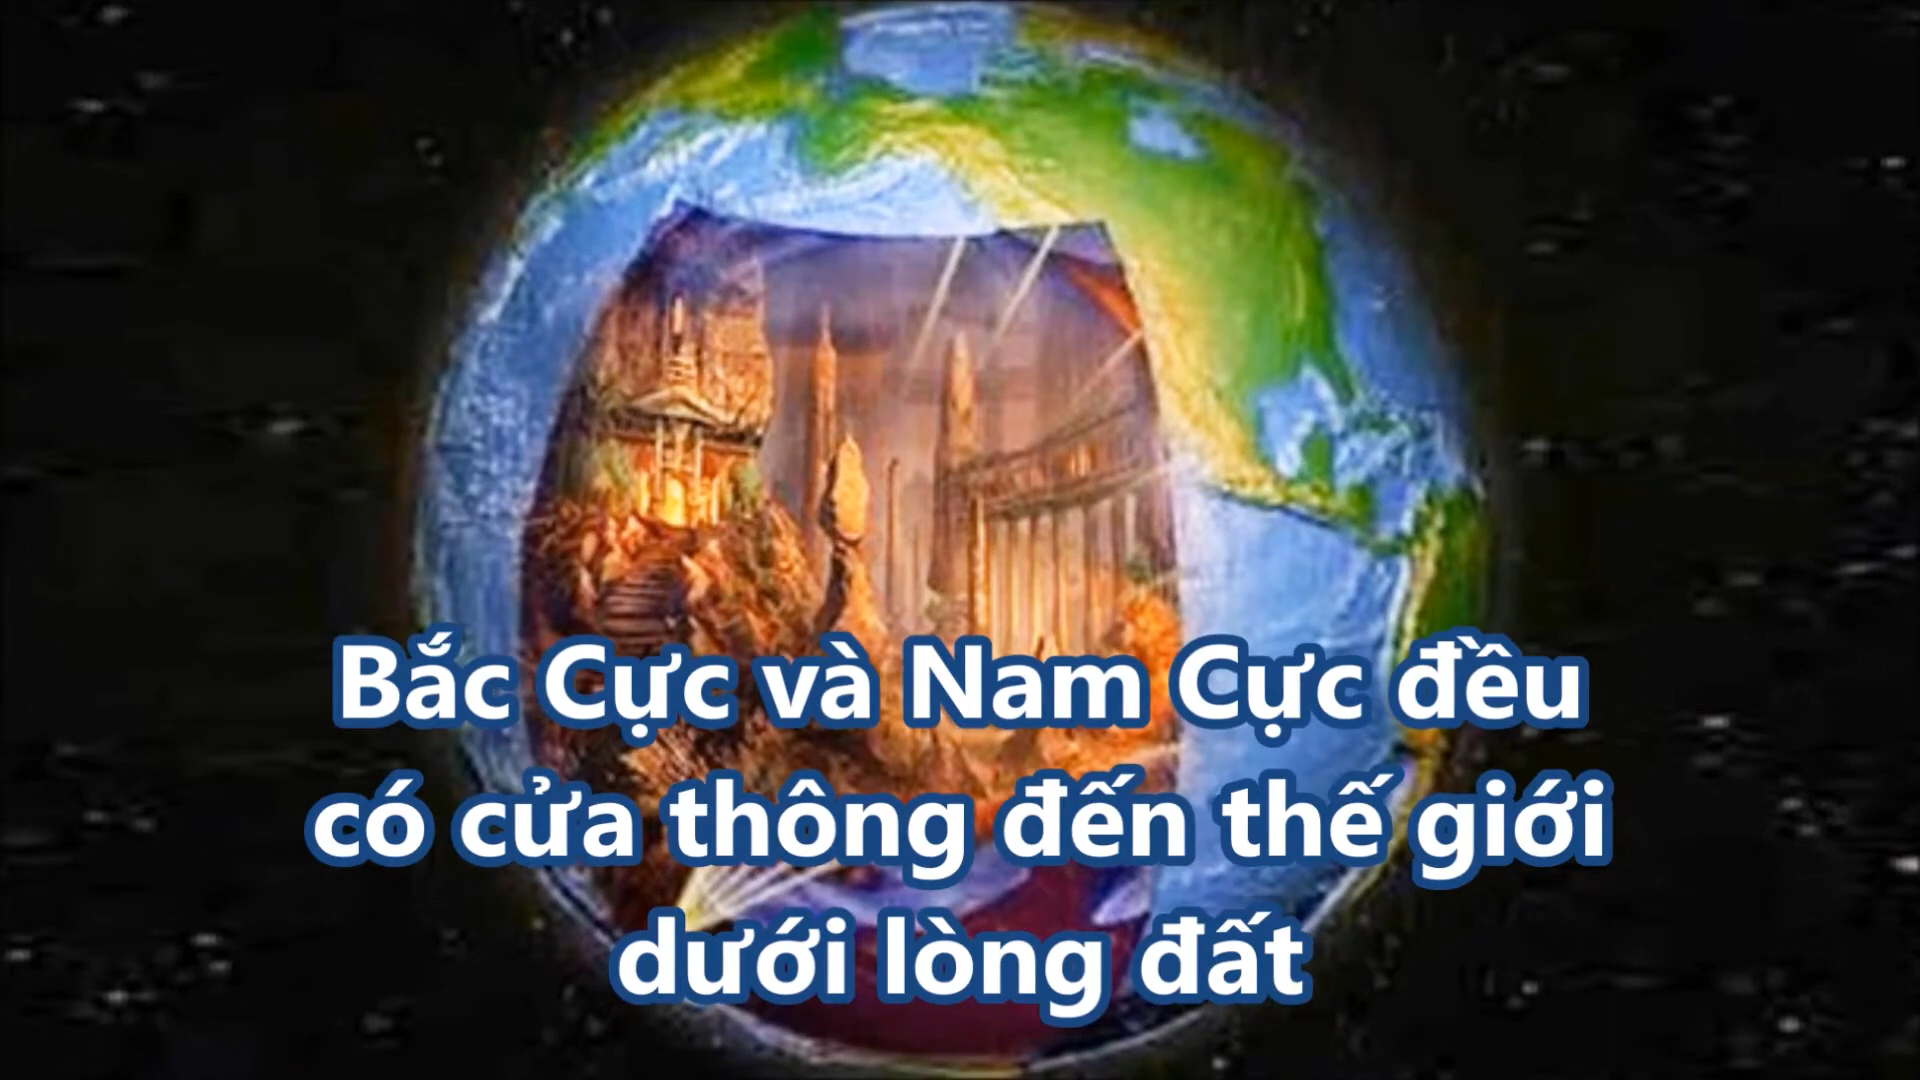 Bắc Cực và Nam Cực đều
có cửa thông đến thế giới
dưới lòng đất